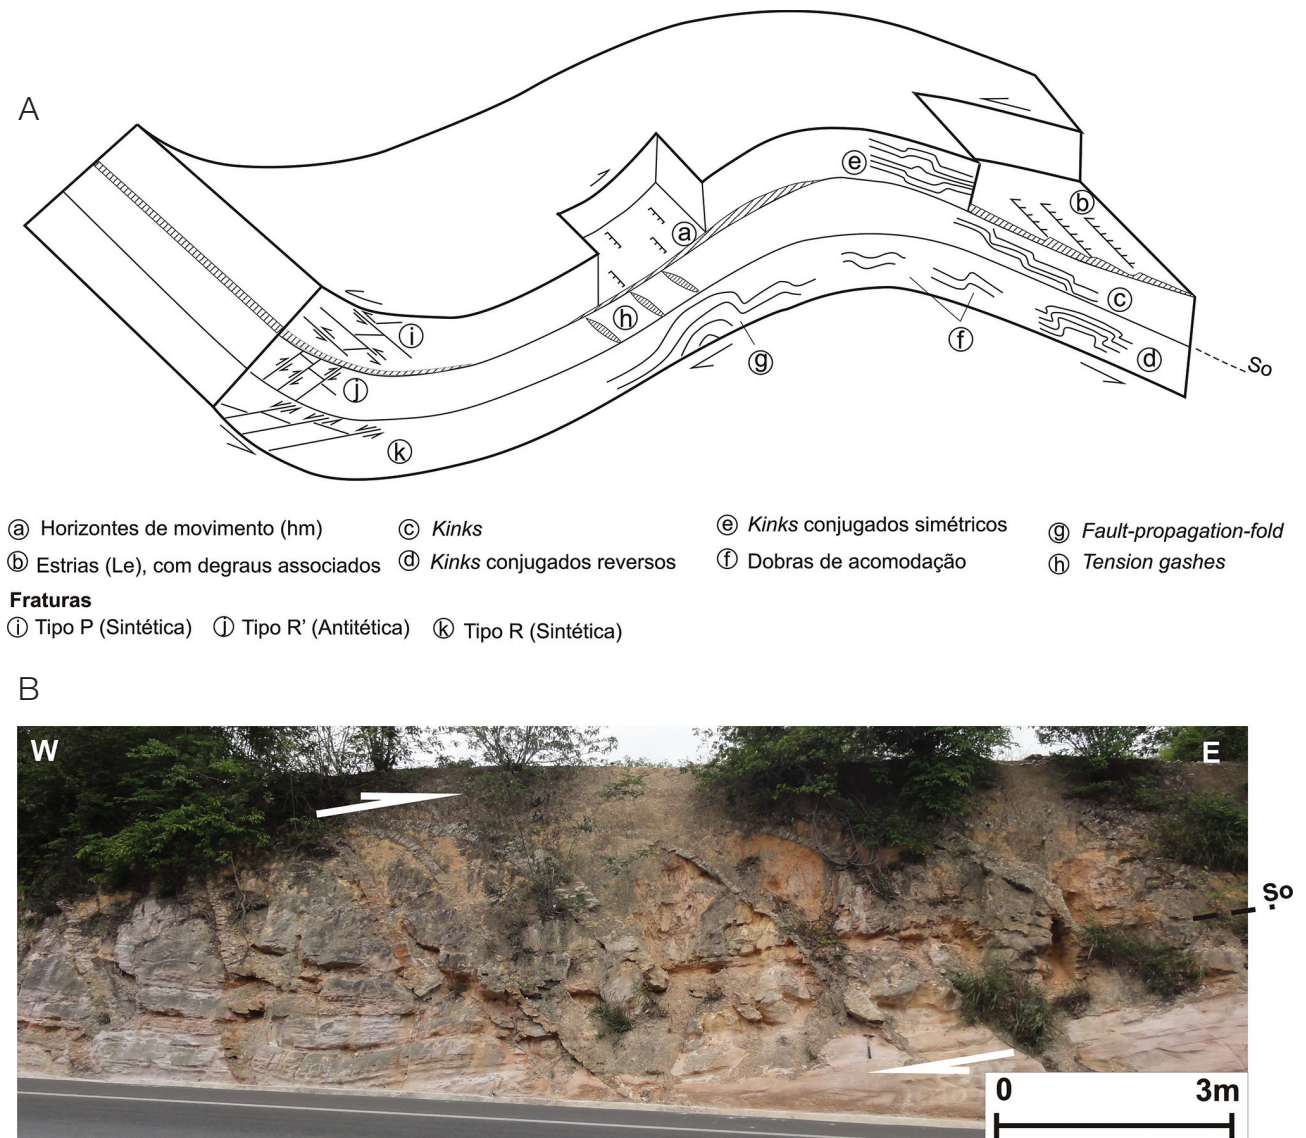 A
e
b
a
c
i
h
f
d
So
j
g
k
a Horizontes de movimento (hm)
c Kinks
e Kinks conjugados simétricos
g Fault-propagation-fold
b Estrias (Le), com degraus associados
d Kinks conjugados reversos
f Dobras de acomodação
h Tension gashes
Fraturas
i Tipo P (Sintética) j Tipo R’ (Antitética) k Tipo R (Sintética)
B
W
E
So
0 3m